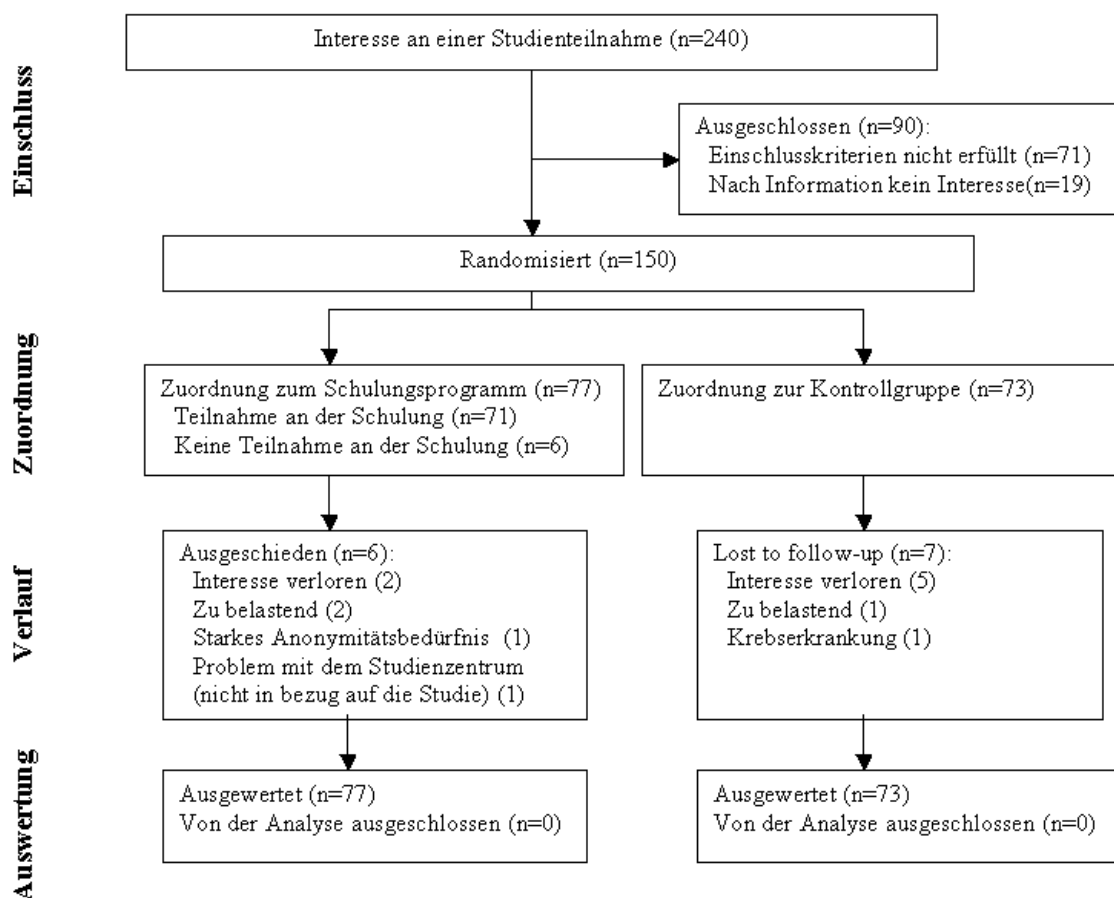 Interesse an einer Studienteilnahme (n=240)
Einschluss
Ausgeschlossen (n=90):
Einschlusskriterien nicht erfüllt (n=71)
Nach Information kein Interesse(n=19)
Randomisiert (n=150)
Zuordnung
Zuordnung zum Schulungsprogramm (n=77)
Teilnahme an der Schulung (n=71)
Keine Teilnahme an der Schulung (n=6)
Zuordnung zur Kontrollgruppe (n=73)
Verlauf
Ausgeschieden (n=6):
Interesse verloren (2)
Zu belastend (2)
Starkes Anonymitätsbedürfnis (1)
Problem mit dem Studienzentrum
(nicht in bezug auf die Studie) (1)
Lost to follow-up (n=7):
Interesse verloren (5)
Zu belastend (1)
Krebserkrankung (1)
Auswertung
Ausgewertet (n=77)
Von der Analyse ausgeschlossen (n=0)
Ausgewertet (n=73)
Von der Analyse ausgeschlossen (n=0)